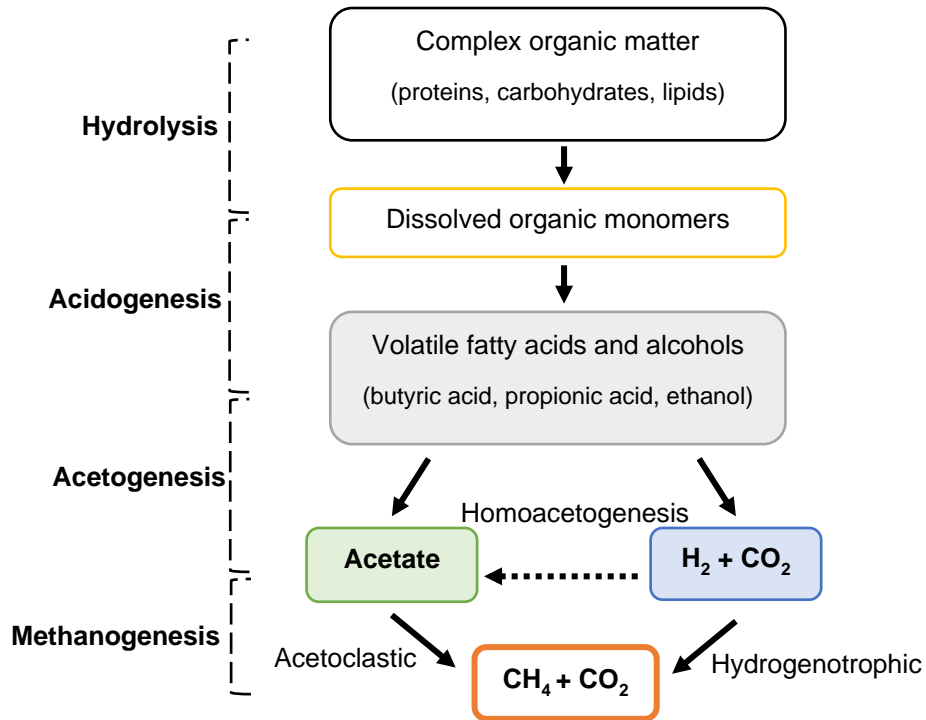 Complex organic matter
(proteins, carbohydrates, lipids)
Hydrolysis
Dissolved organic monomers
Acidogenesis
Volatile fatty acids and alcohols
(butyric acid, propionic acid, ethanol)
Acetogenesis
Homoacetogenesis
Acetate
H₂ + CO₂
Methanogenesis
Acetoclastic
Hydrogenotrophic
CH₄ + CO₂